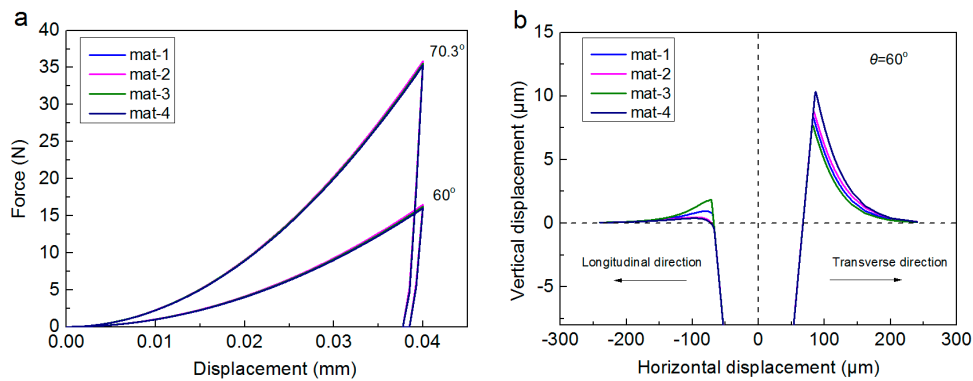 a
40
35
30
25
20
15
10
5
0
Force (N)
mat-1
mat-2
mat-3
mat-4
70.3°
60°
0.00 0.01 0.02 0.03 0.04
Displacement (mm)
b
15
10
5
0
-5
Vertical displacement (μm)
mat-1
mat-2
mat-3
mat-4
θ=60°
Longitudinal direction
Transverse direction
-300 -200 -100 0 100 200 300
Horizontal displacement (μm)